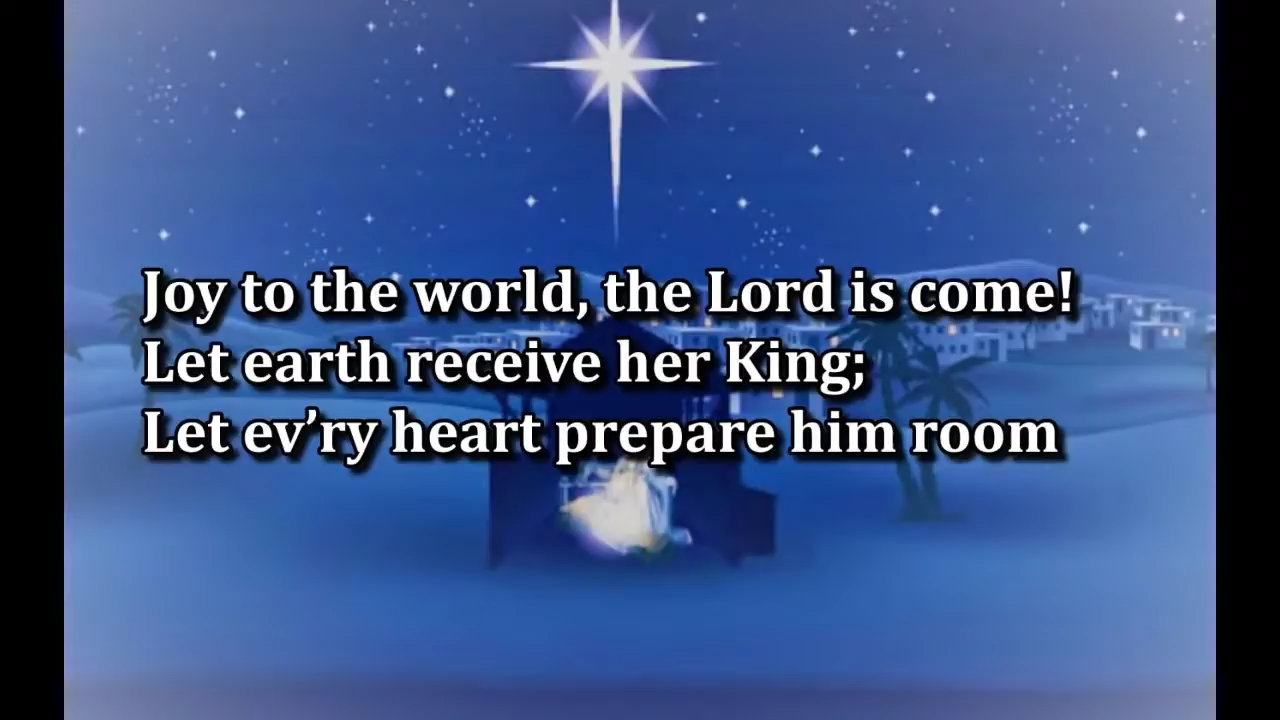 Joy to the world, the Lord is come!
Let earth receive her King;
Let ev’ry heart prepare him room